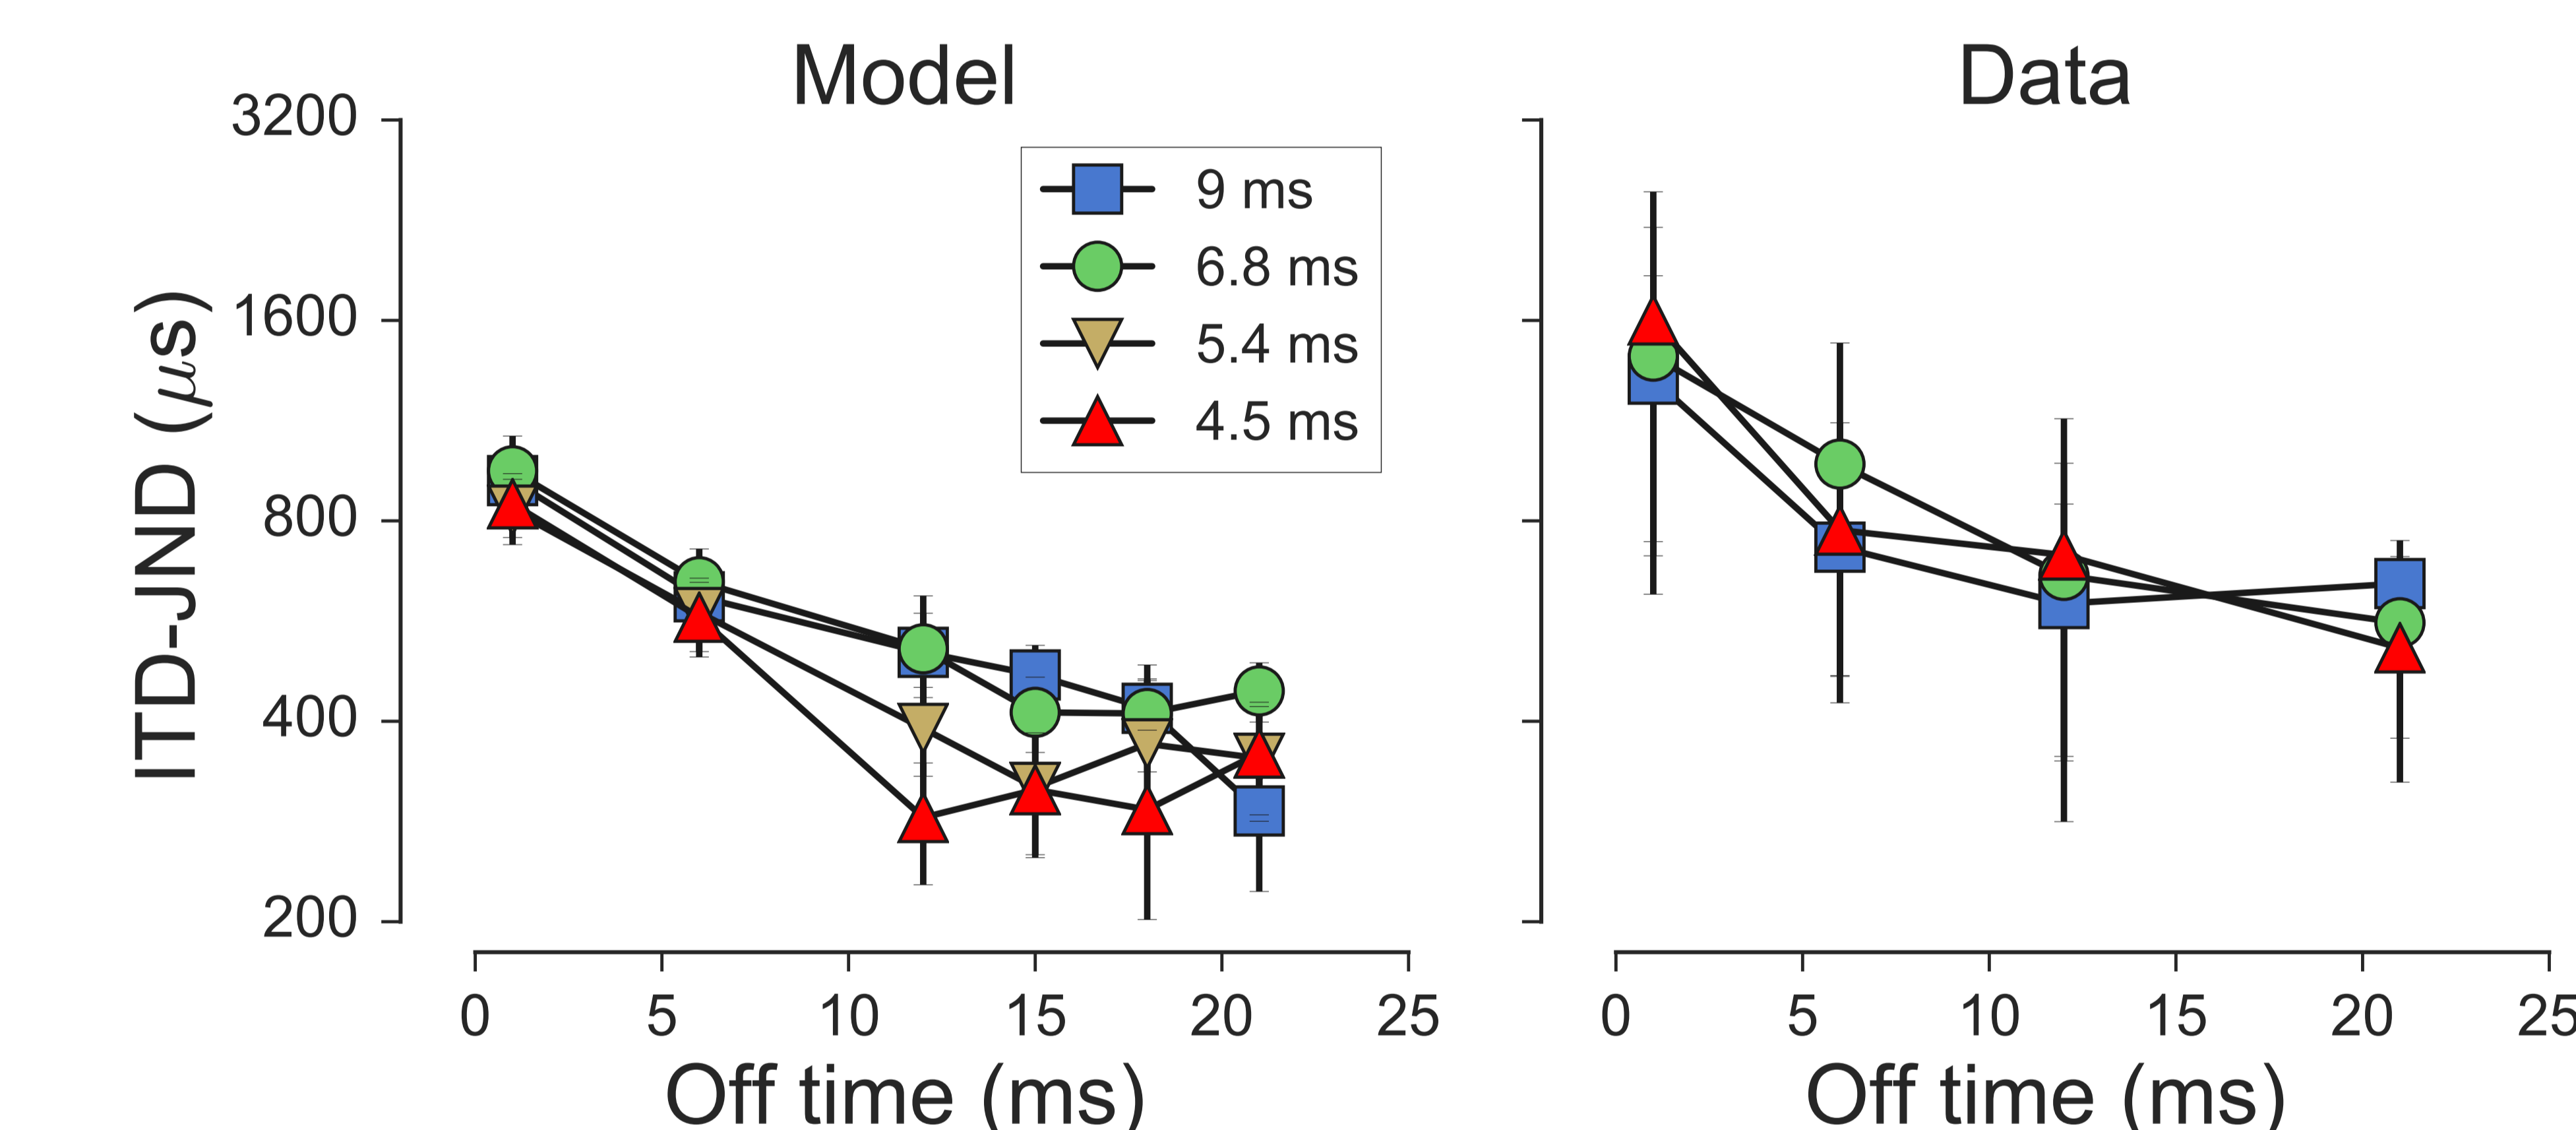 Model
Data
3200
1600
800
400
200
ITD-JND (μs)
9 ms
6.8 ms
5.4 ms
4.5 ms
0 5 10 15 20 25
0 5 10 15 20 25
Off time (ms)
Off time (ms)